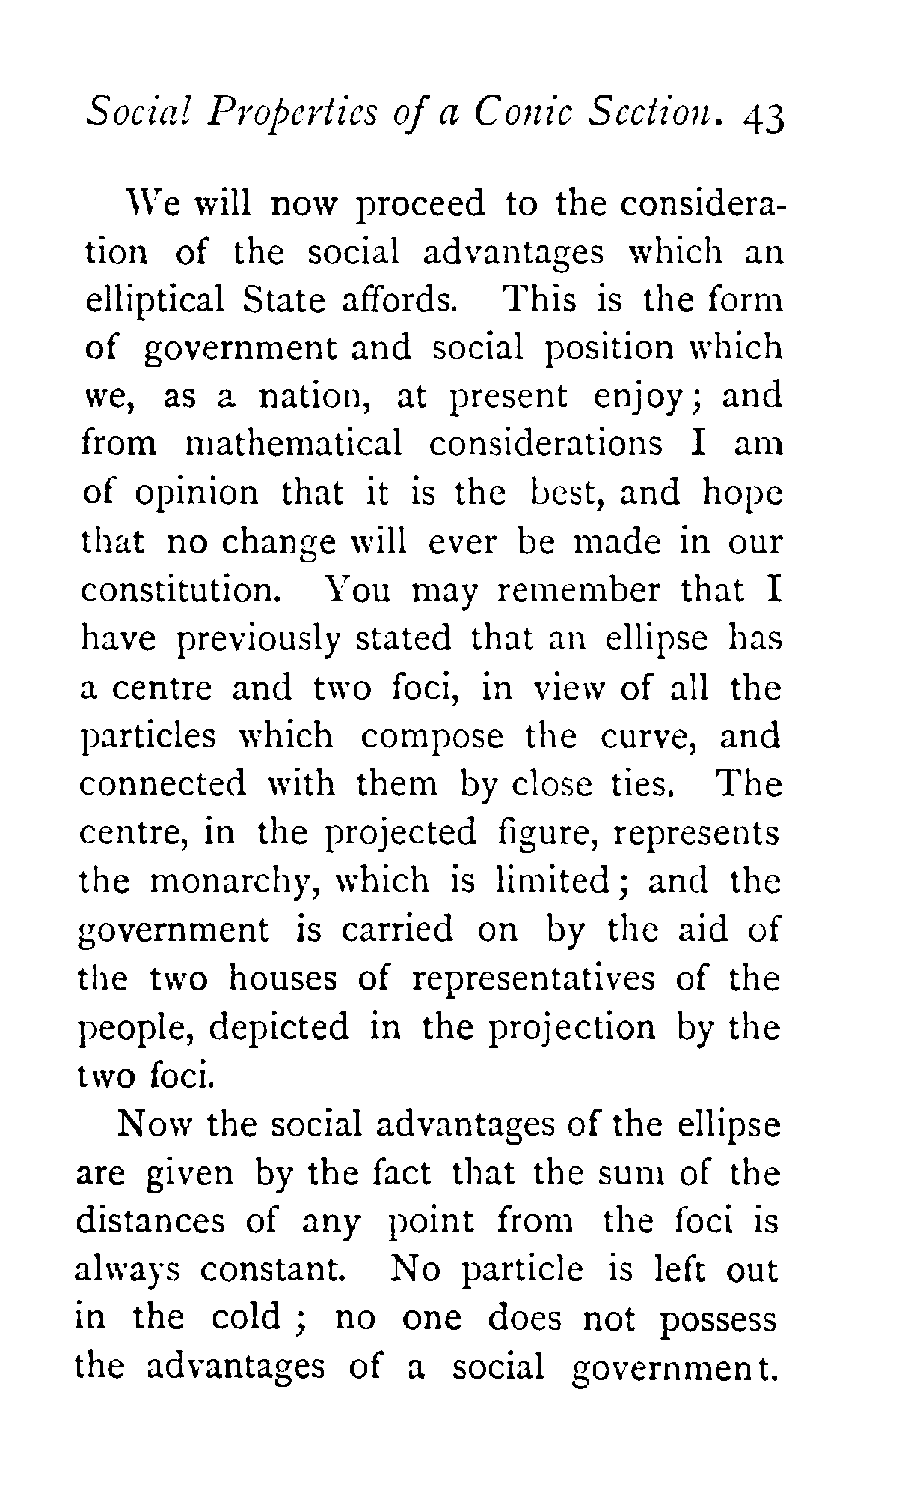 Social Properties of a Conic Section. 43
We will now proceed to the considera-
tion of the social advantages which an
elliptical State affords. This is the form
of government and social position which
we, as a nation, at present enjoy; and
from mathematical considerations I am
of opinion that it is the best, and hope
that no change will ever be made in our
constitution. You may remember that I
have previously stated that an ellipse has
a centre and two foci, in view of all the
particles which compose the curve, and
connected with them by close ties. The
centre, in the projected figure, represents
the monarchy, which is limited; and the
government is carried on by the aid of
the two houses of representatives of the
people, depicted in the projection by the
two foci.
Now the social advantages of the ellipse
are given by the fact that the sum of the
distances of any point from the foci is
always constant. No particle is left out
in the cold; no one does not possess
the advantages of a social government.